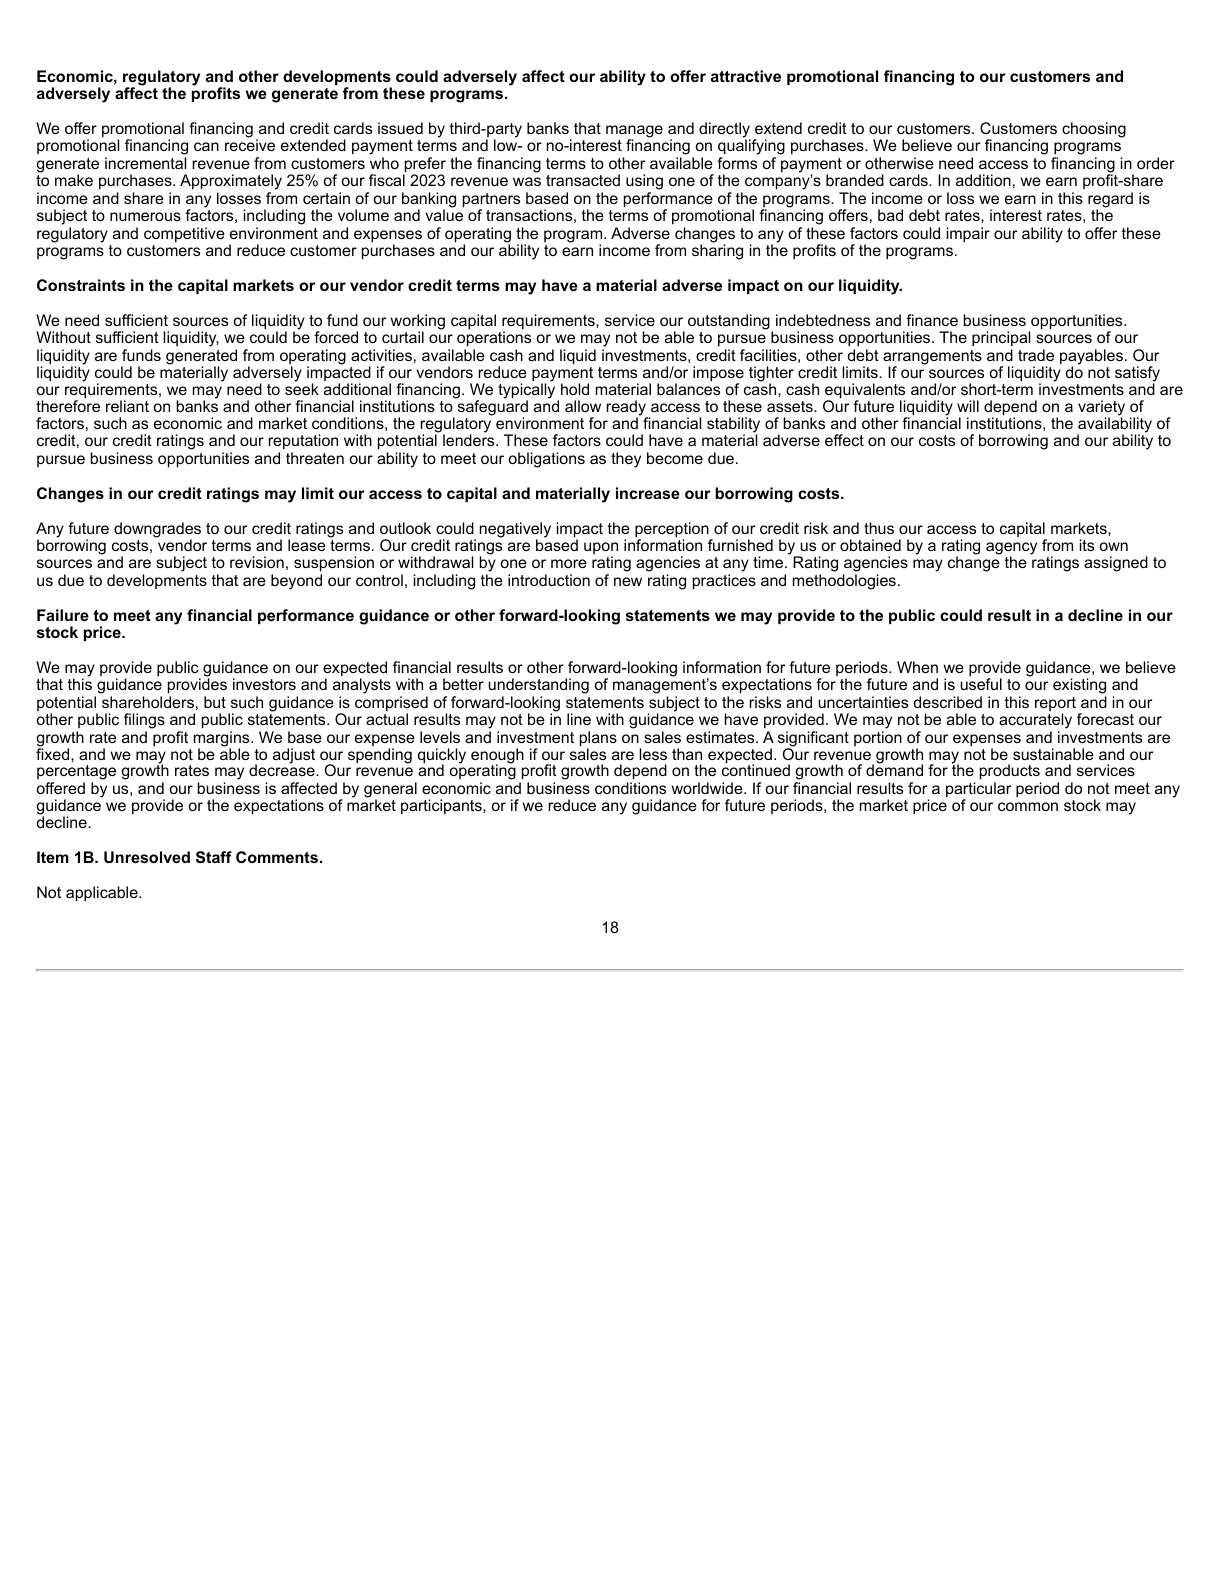 Economic, regulatory and other developments could adversely affect our ability to offer attractive promotional financing to our customers and
adversely affect the profits we generate from these programs.
We offer promotional financing and credit cards issued by third-party banks that manage and directly extend credit to our customers. Customers choosing
promotional financing can receive extended payment terms and low- or no-interest financing on qualifying purchases. We believe our financing programs
generate incremental revenue from customers who prefer the financing terms to other available forms of payment or otherwise need access to financing in order
to make purchases. Approximately 25% of our fiscal 2023 revenue was transacted using one of the company’s branded cards. In addition, we earn profit-share
income and share in any losses from certain of our banking partners based on the performance of the programs. The income or loss we earn in this regard is
subject to numerous factors, including the volume and value of transactions, the terms of promotional financing offers, bad debt rates, interest rates, the
regulatory and competitive environment and expenses of operating the program. Adverse changes to any of these factors could impair our ability to offer these
programs to customers and reduce customer purchases and our ability to earn income from sharing in the profits of the programs.
Constraints in the capital markets or our vendor credit terms may have a material adverse impact on our liquidity.
We need sufficient sources of liquidity to fund our working capital requirements, service our outstanding indebtedness and finance business opportunities.
Without sufficient liquidity, we could be forced to curtail our operations or we may not be able to pursue business opportunities. The principal sources of our
liquidity are funds generated from operating activities, available cash and liquid investments, credit facilities, other debt arrangements and trade payables. Our
liquidity could be materially adversely impacted if our vendors reduce payment terms and/or impose tighter credit limits. If our sources of liquidity do not satisfy
our requirements, we may need to seek additional financing. We typically hold material balances of cash, cash equivalents and/or short-term investments and are
therefore reliant on banks and other financial institutions to safeguard and allow ready access to these assets. Our future liquidity will depend on a variety of
factors, such as economic and market conditions, the regulatory environment for and financial stability of banks and other financial institutions, the availability of
credit, our credit ratings and our reputation with potential lenders. These factors could have a material adverse effect on our costs of borrowing and our ability to
pursue business opportunities and threaten our ability to meet our obligations as they become due.
Changes in our credit ratings may limit our access to capital and materially increase our borrowing costs.
Any future downgrades to our credit ratings and outlook could negatively impact the perception of our credit risk and thus our access to capital markets,
borrowing costs, vendor terms and lease terms. Our credit ratings are based upon information furnished by us or obtained by a rating agency from its own
sources and are subject to revision, suspension or withdrawal by one or more rating agencies at any time. Rating agencies may change the ratings assigned to
us due to developments that are beyond our control, including the introduction of new rating practices and methodologies.
Failure to meet any financial performance guidance or other forward-looking statements we may provide to the public could result in a decline in our
stock price.
We may provide public guidance on our expected financial results or other forward-looking information for future periods. When we provide guidance, we believe
that this guidance provides investors and analysts with a better understanding of management’s expectations for the future and is useful to our existing and
potential shareholders, but such guidance is comprised of forward-looking statements subject to the risks and uncertainties described in this report and in our
other public filings and public statements. Our actual results may not be in line with guidance we have provided. We may not be able to accurately forecast our
growth rate and profit margins. We base our expense levels and investment plans on sales estimates. A significant portion of our expenses and investments are
fixed, and we may not be able to adjust our spending quickly enough if our sales are less than expected. Our revenue growth may not be sustainable and our
percentage growth rates may decrease. Our revenue and operating profit growth depend on the continued growth of demand for the products and services
offered by us, and our business is affected by general economic and business conditions worldwide. If our financial results for a particular period do not meet any
guidance we provide or the expectations of market participants, or if we reduce any guidance for future periods, the market price of our common stock may
decline.
Item 1B. Unresolved Staff Comments.
Not applicable.
18